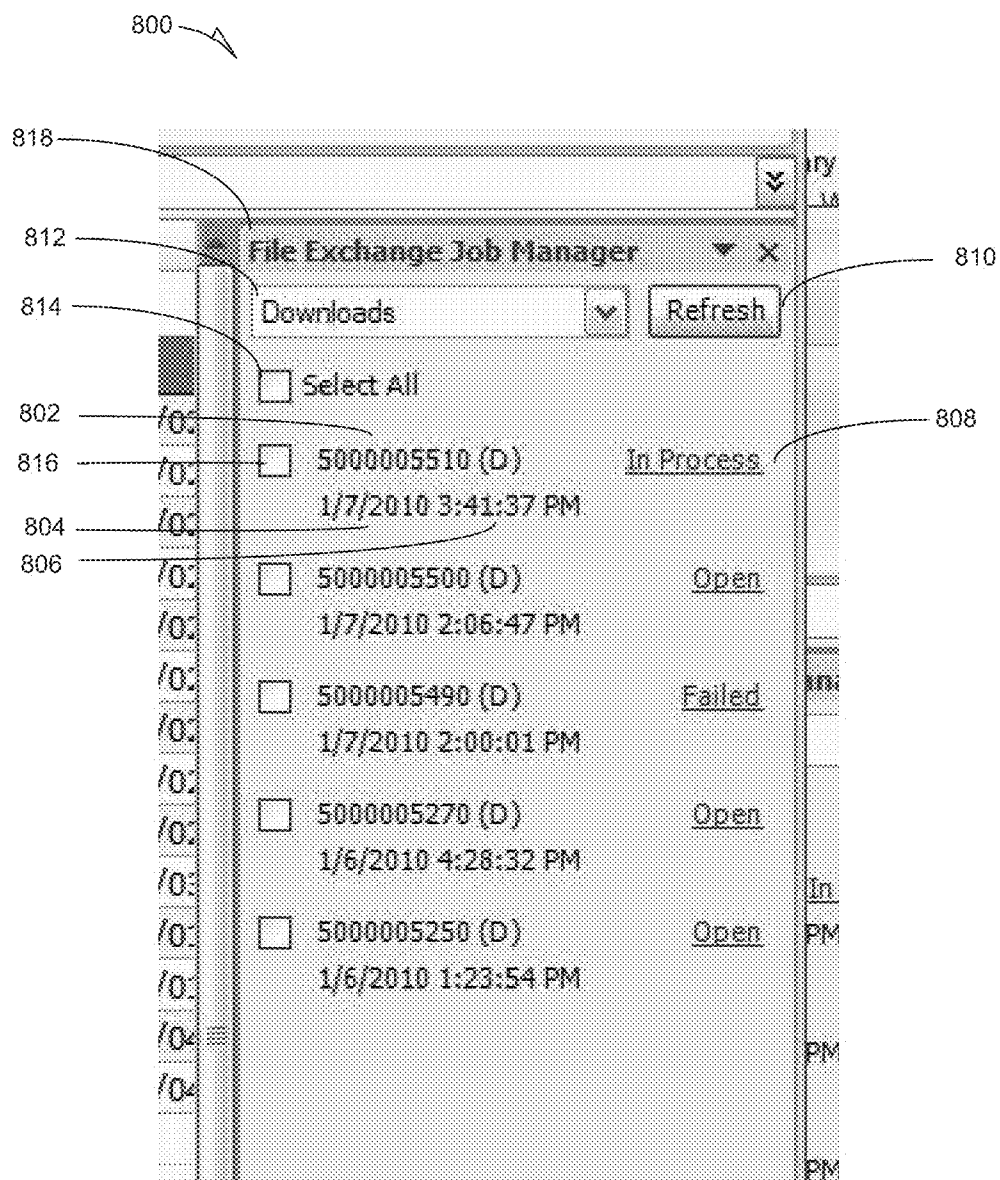 800
818
ry
812
File Exchange Job Manager
810
814
Downloads
Refresh
Select All
802
808
816
5000005510 (D)
In Process
1/7/2010 3:41:37 PM
804
806
5000005500 (D)
Open
1/7/2010 2:06:47 PM
5000005490 (D)
Failed
1/7/2010 2:00:01 PM
5000005270 (D)
Open
1/6/2010 4:28:32 PM
In
5000005250 (D)
Open
PM
1/6/2010 1:23:54 PM
/04
PM
/04
PM